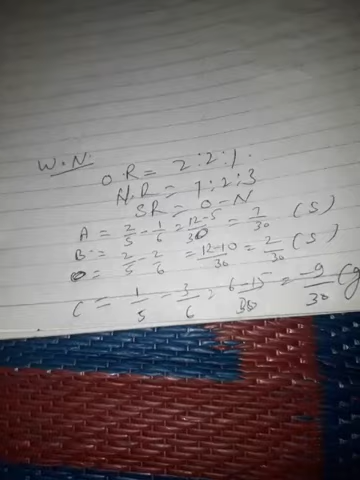 W.N.
O.R = 2:2:1.
N.R = 1:2:3
SR = O - N
A = 2/5 - 1/6 = 12-5/30 = 7/30 (S)
B = 2/5 - 2/6 = 12-10/30 = 2/30 (S)
C = 1/5 - 3/6 = 6-15/30 = -9/30 (g